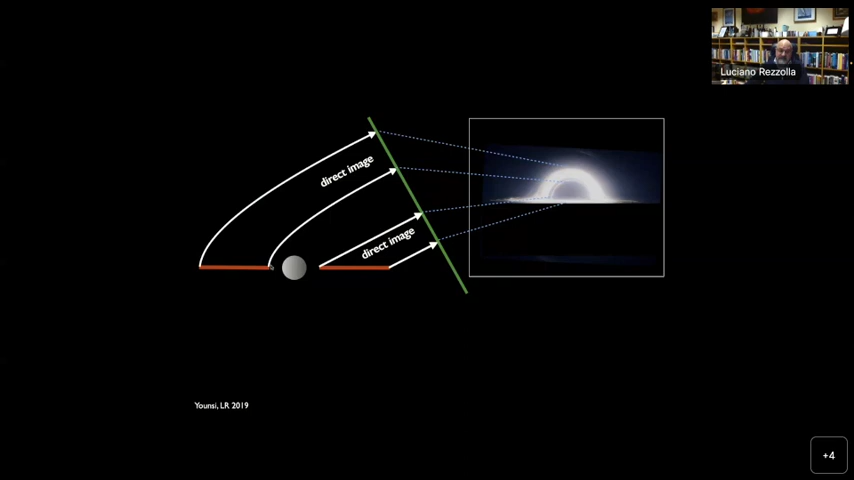 Luciano Rezzolla
direct image
direct image
Younsi, LR 2019
+4